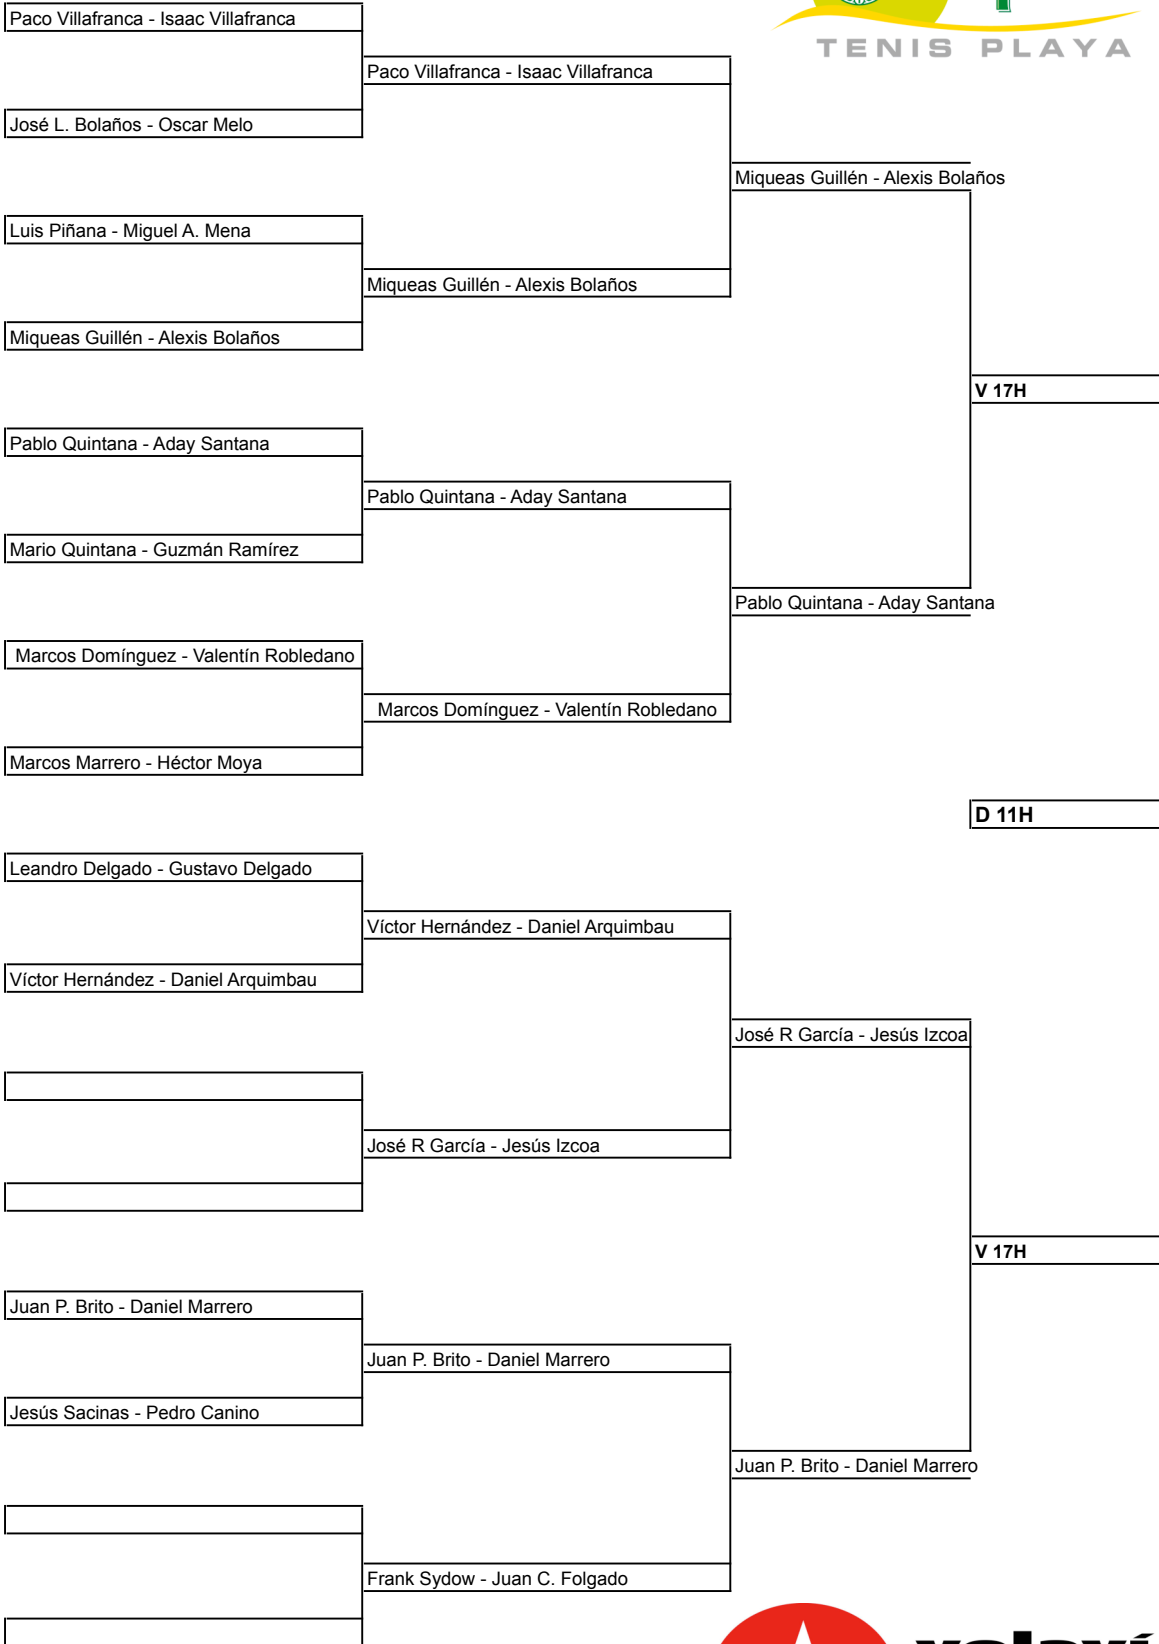 Paco Villafranca - Isaac Villafranca
TENIS PLAYA
Paco Villafranca - Isaac Villafranca
José L. Bolaños - Oscar Melo
Miqueas Guillén - Alexis Bolaños
Luis Piñana - Miguel A. Mena
Miqueas Guillén - Alexis Bolaños
Miqueas Guillén - Alexis Bolaños
V 17H
Pablo Quintana - Aday Santana
Pablo Quintana - Aday Santana
Mario Quintana - Guzmán Ramírez
Pablo Quintana - Aday Santana
Marcos Domínguez - Valentín Robledano
Marcos Domínguez - Valentín Robledano
Marcos Marrero - Héctor Moya
D 11H
Leandro Delgado - Gustavo Delgado
Víctor Hernández - Daniel Arquimbau
Víctor Hernández - Daniel Arquimbau
José R García - Jesús Izcoa
José R García - Jesús Izcoa
V 17H
Juan P. Brito - Daniel Marrero
Juan P. Brito - Daniel Marrero
Jesús Sacinas - Pedro Canino
Juan P. Brito - Daniel Marrero
Frank Sydow - Juan C. Folgado